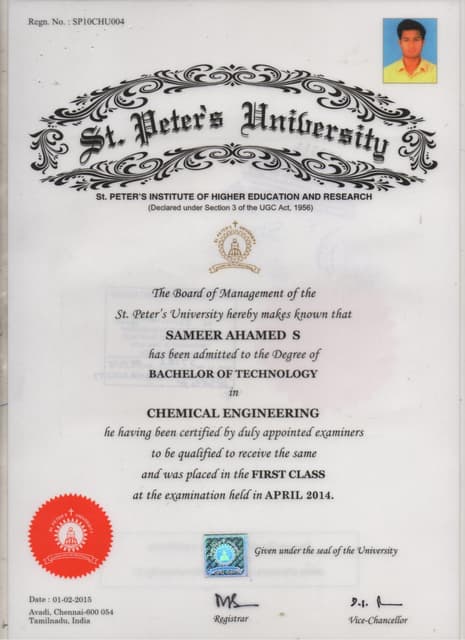 Regn. No. : SP10CHU004
St. Peter's University
St. PETER'S INSTITUTE OF HIGHER EDUCATION AND RESEARCH
(Declared under Section 3 of the UGC Act, 1956)
The Board of Management of the
St. Peter's University hereby makes known that
SAMEER AHAMED S
has been admitted to the Degree of
BACHELOR OF TECHNOLOGY
in
CHEMICAL ENGINEERING
he having been certified by duly appointed examiners
to be qualified to receive the same
and was placed in the FIRST CLASS
at the examination held in APRIL 2014.
Given under the seal of the University
Date : 01-02-2015
Avadi, Chennai-600 054
Tamilnadu, India
Registrar
Vice-Chancellor